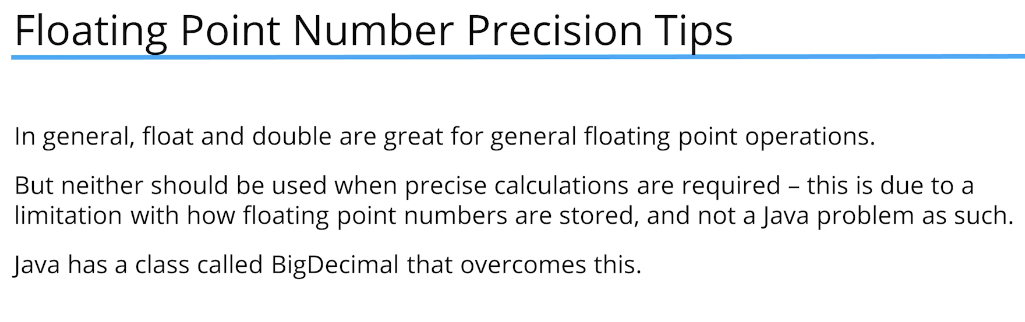 Floating Point Number Precision Tips
In general, float and double are great for general floating point operations.
But neither should be used when precise calculations are required – this is due to a
limitation with how floating point numbers are stored, and not a Java problem as such.
Java has a class called BigDecimal that overcomes this.